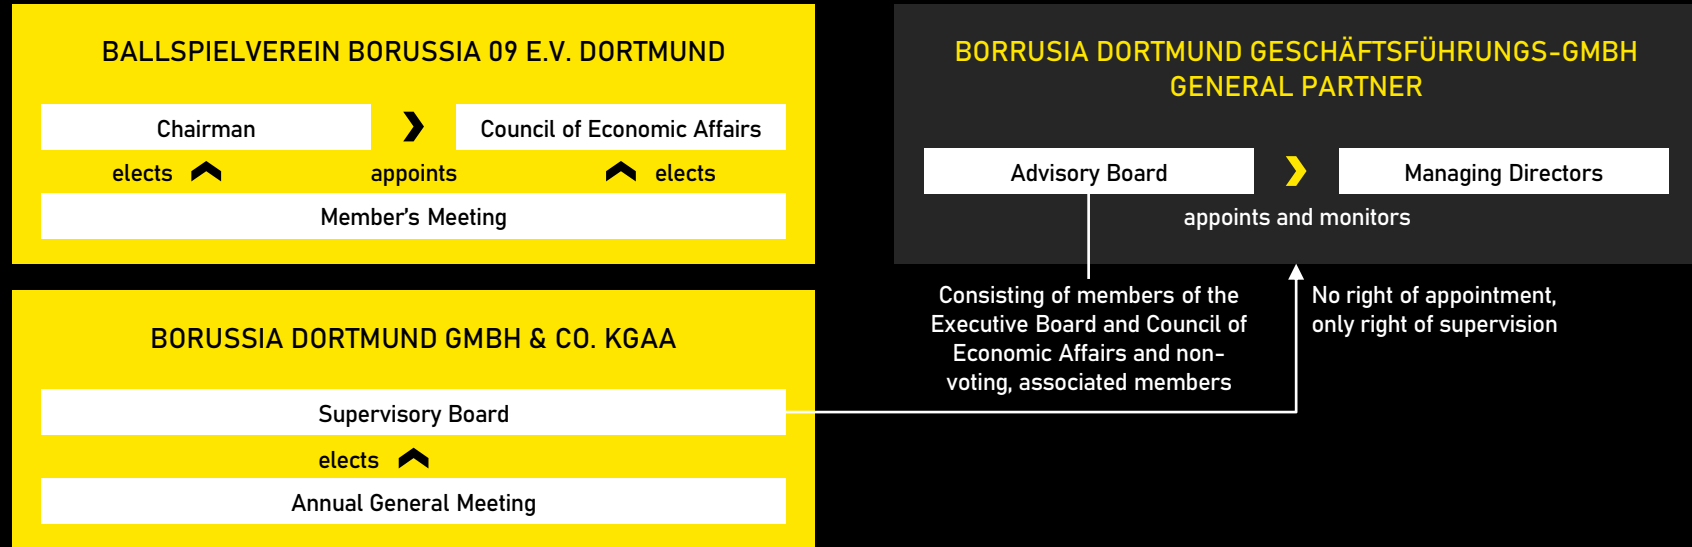 BALLSPIELVEREIN BORUSSIA 09 E.V. DORTMUND
Chairman
Council of Economic Affairs
elects
appoints
elects
Member’s Meeting
BORRUSIA DORTMUND GESCHÄFTSFÜHRUNGS-GMBH
GENERAL PARTNER
Advisory Board
Managing Directors
appoints and monitors
Consisting of members of the
Executive Board and Council of
Economic Affairs and non-
voting, associated members
No right of appointment,
only right of supervision
BORUSSIA DORTMUND GMBH & CO. KGAA
Supervisory Board
elects
Annual General Meeting